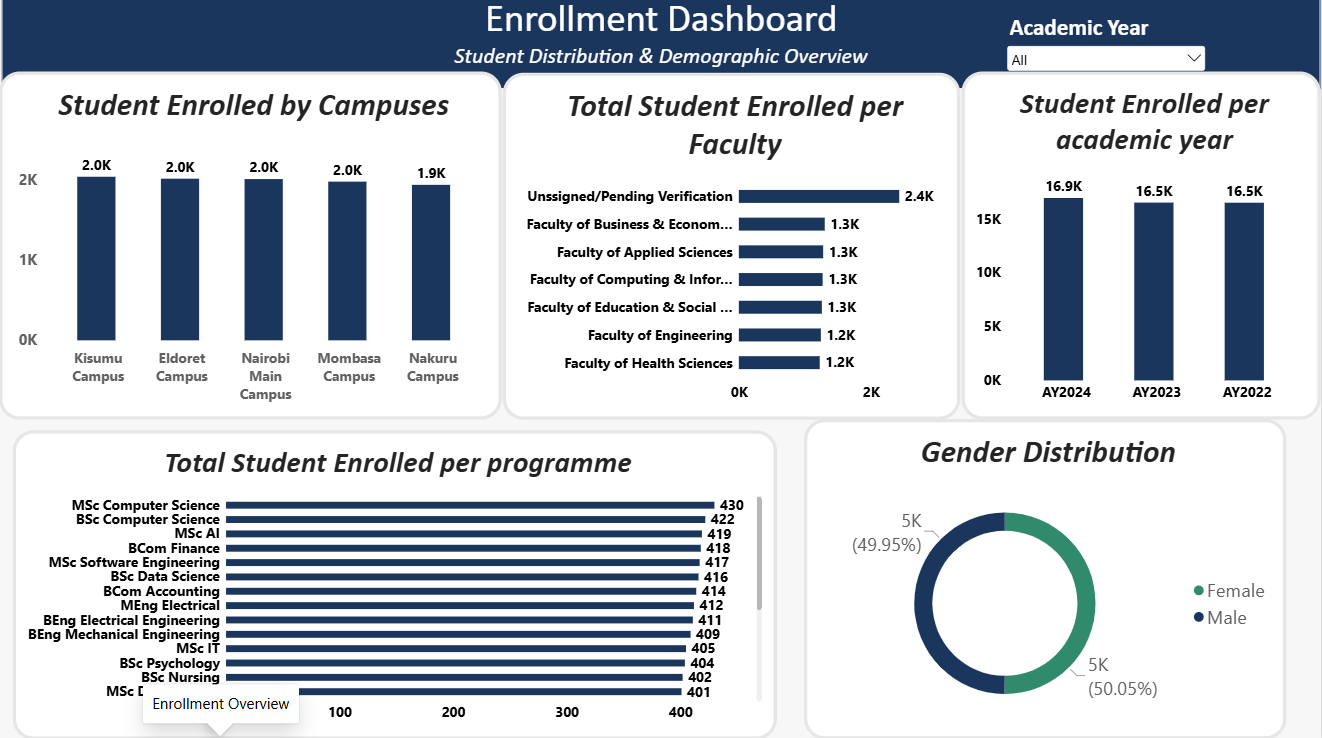 Enrollment Dashboard
Student Distribution & Demographic Overview
Academic Year
All
Student Enrolled by Campuses
2K
1K
0K
2.0K
2.0K
2.0K
2.0K
1.9K
Kisumu
Campus
Eldoret
Campus
Nairobi
Main
Campus
Mombasa
Campus
Nakuru
Campus
Total Student Enrolled per
Faculty
Unssigned/Pending Verification 2.4K
Faculty of Business & Econom... 1.3K
Faculty of Applied Sciences 1.3K
Faculty of Computing & Infor... 1.3K
Faculty of Education & Social ... 1.3K
Faculty of Engineering 1.2K
Faculty of Health Sciences 1.2K
0K 2K
Student Enrolled per
academic year
15K
10K
5K
0K
16.9K
16.5K
16.5K
AY2024
AY2023
AY2022
Total Student Enrolled per programme
MSc Computer Science 430
BSc Computer Science 422
MSc AI 419
BCom Finance 418
MSc Software Engineering 417
BSc Data Science 416
BCom Accounting 414
MEng Electrical 412
BEng Electrical Engineering 411
BEng Mechanical Engineering 409
MSc IT 405
BSc Psychology 404
BSc Nursing 402
MSc 401
100 200 300 400
Enrollment Overview
Gender Distribution
5K
(49.95%)
5K
(50.05%)
Female
Male